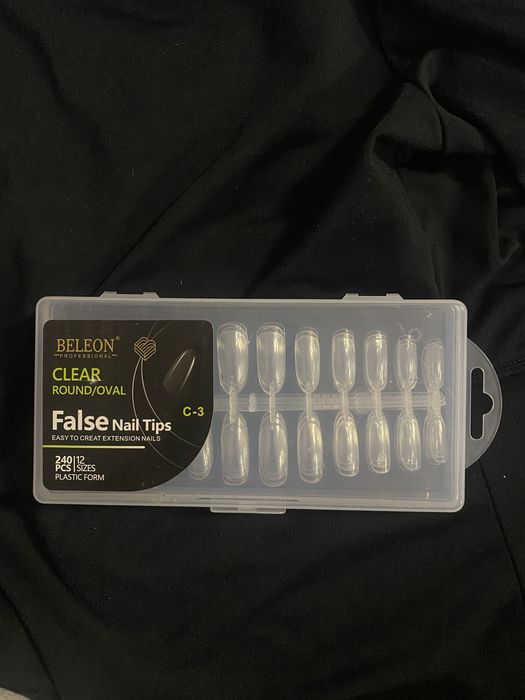 BELEON®
PROFESSIONAL
CLEAR
ROUND/OVAL
C-3
False Nail Tips
EASY TO CREAT EXTENSION NAILS
240 PCS 12 SIZES
PLASTIC FORM